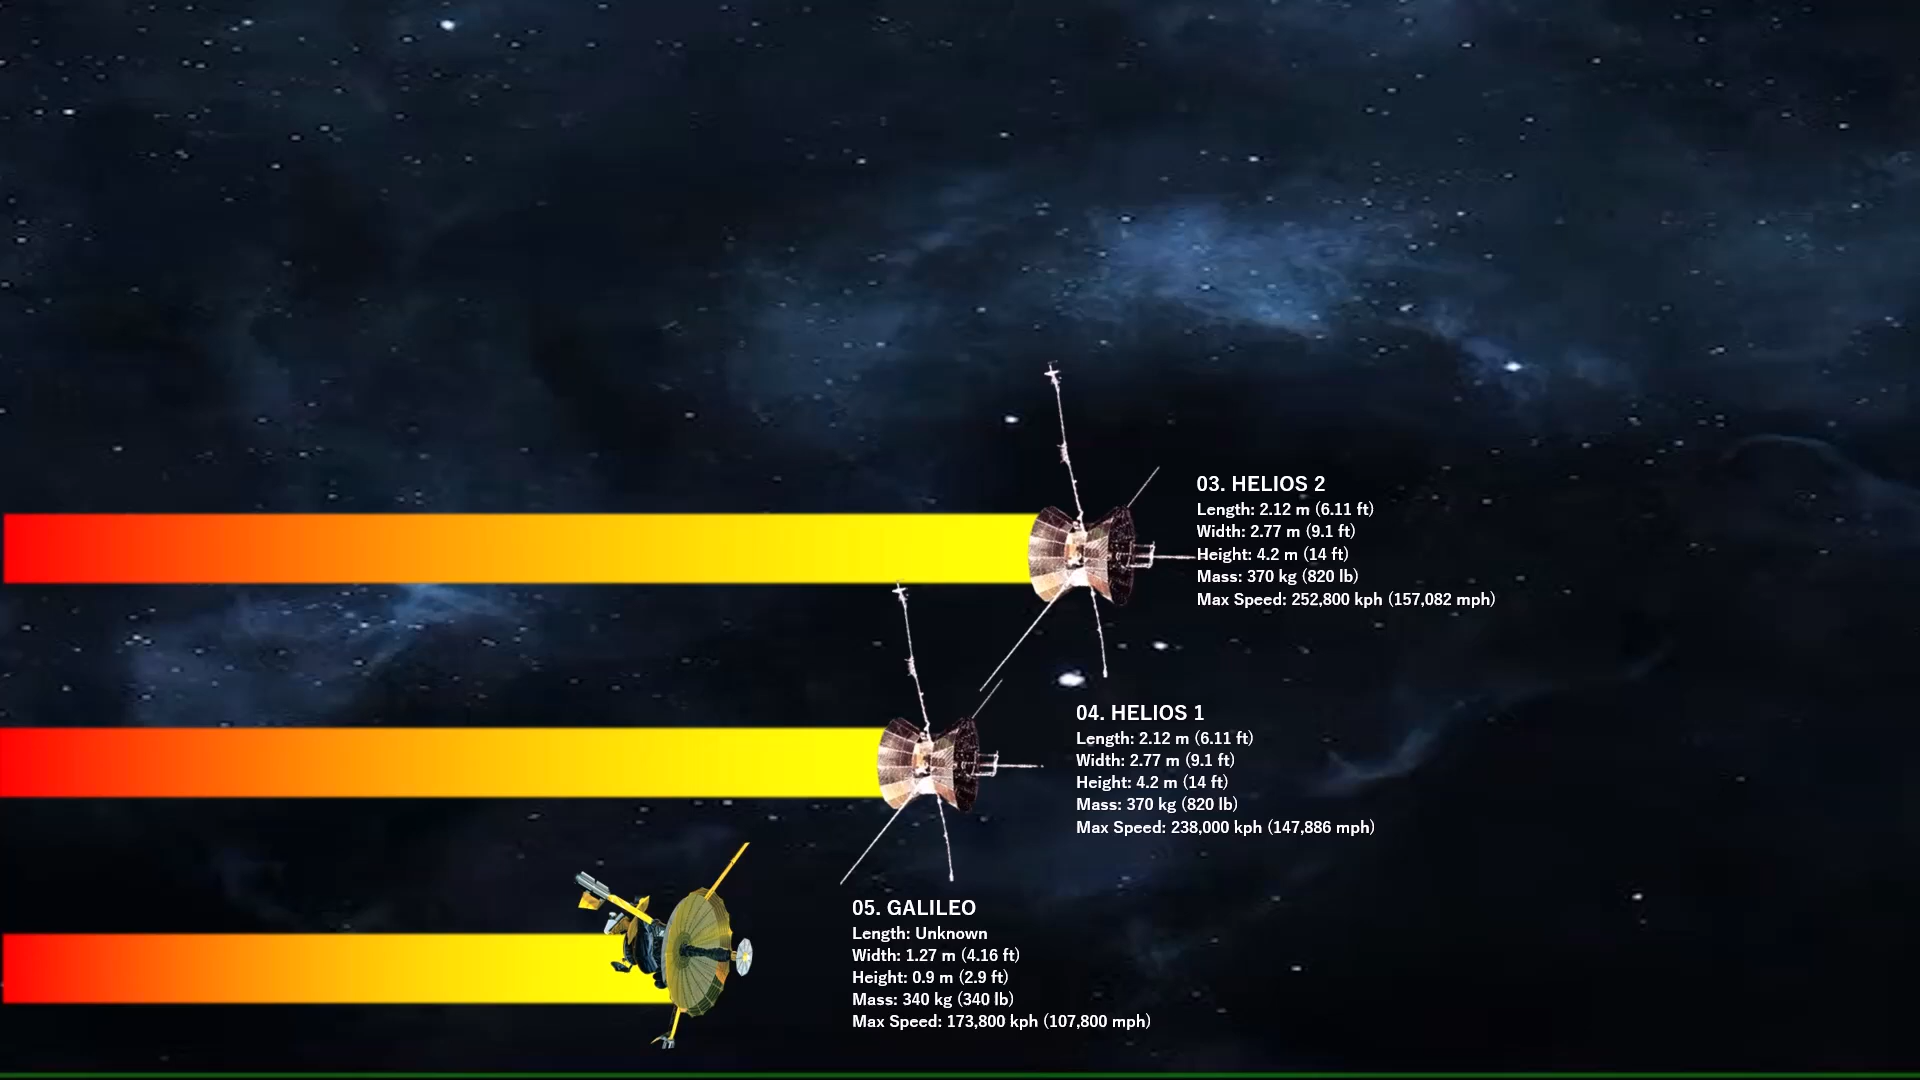 03. HELIOS 2
Length: 2.12 m (6.11 ft)
Width: 2.77 m (9.1 ft)
Height: 4.2 m (14 ft)
Mass: 370 kg (820 lb)
Max Speed: 252,800 kph (157,082 mph)
04. HELIOS 1
Length: 2.12 m (6.11 ft)
Width: 2.77 m (9.1 ft)
Height: 4.2 m (14 ft)
Mass: 370 kg (820 lb)
Max Speed: 238,000 kph (147,886 mph)
05. GALILEO
Length: Unknown
Width: 1.27 m (4.16 ft)
Height: 0.9 m (2.9 ft)
Mass: 340 kg (340 lb)
Max Speed: 173,800 kph (107,800 mph)